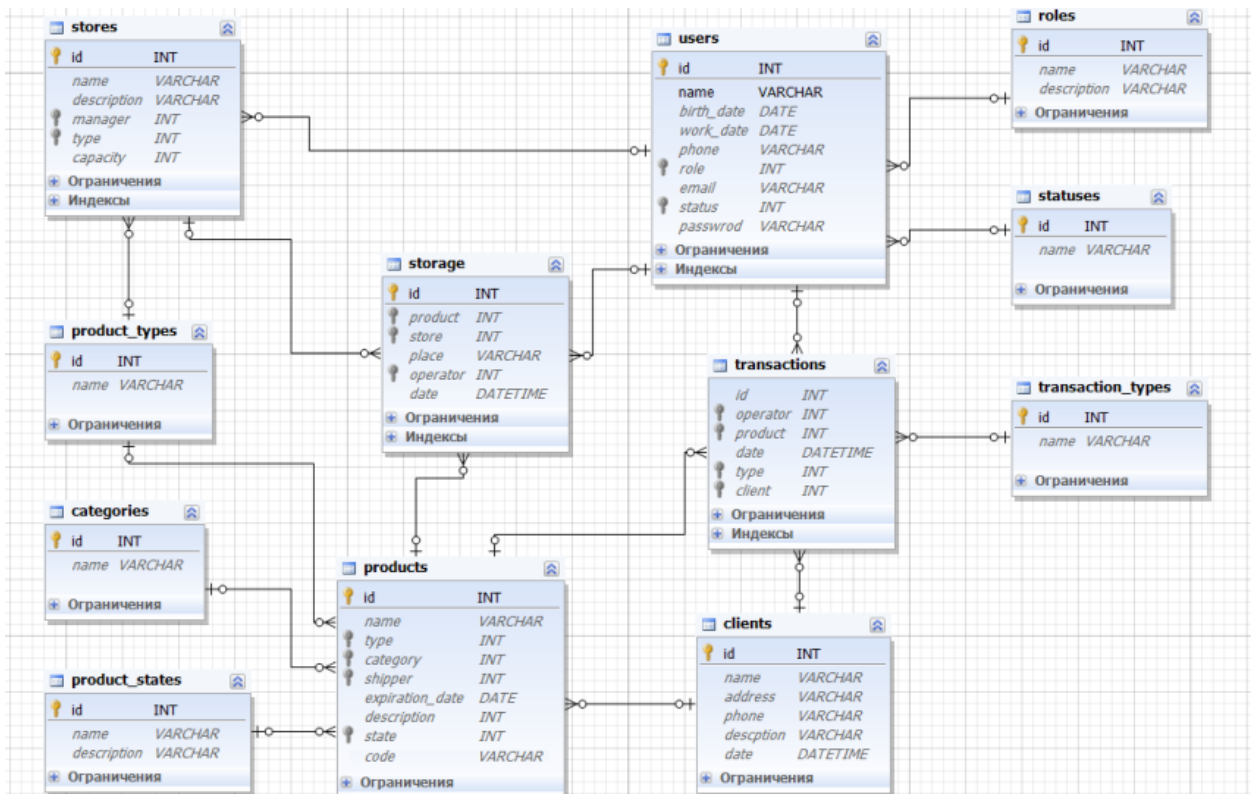 stores
id INT
name VARCHAR
description VARCHAR
manager INT
type INT
capacity INT
Ограничения
Индексы
users
id INT
name VARCHAR
birth_date DATE
work_date DATE
phone VARCHAR
role INT
email VARCHAR
status INT
passwrod VARCHAR
Ограничения
Индексы
roles
id INT
name VARCHAR
description VARCHAR
Ограничения
statuses
id INT
name VARCHAR
Ограничения
storage
id INT
product INT
store INT
place VARCHAR
operator INT
date DATETIME
Ограничения
Индексы
product_types
id INT
name VARCHAR
Ограничения
transactions
id INT
operator INT
product INT
date DATETIME
type INT
client INT
Ограничения
Индексы
transaction_types
id INT
name VARCHAR
Ограничения
categories
id INT
name VARCHAR
Ограничения
products
id INT
name VARCHAR
type INT
category INT
shipper INT
expiration_date DATE
description INT
state INT
code VARCHAR
Ограничения
clients
id INT
name VARCHAR
address VARCHAR
phone VARCHAR
descption VARCHAR
date DATETIME
Ограничения
product_states
id INT
name VARCHAR
description VARCHAR
Ограничения